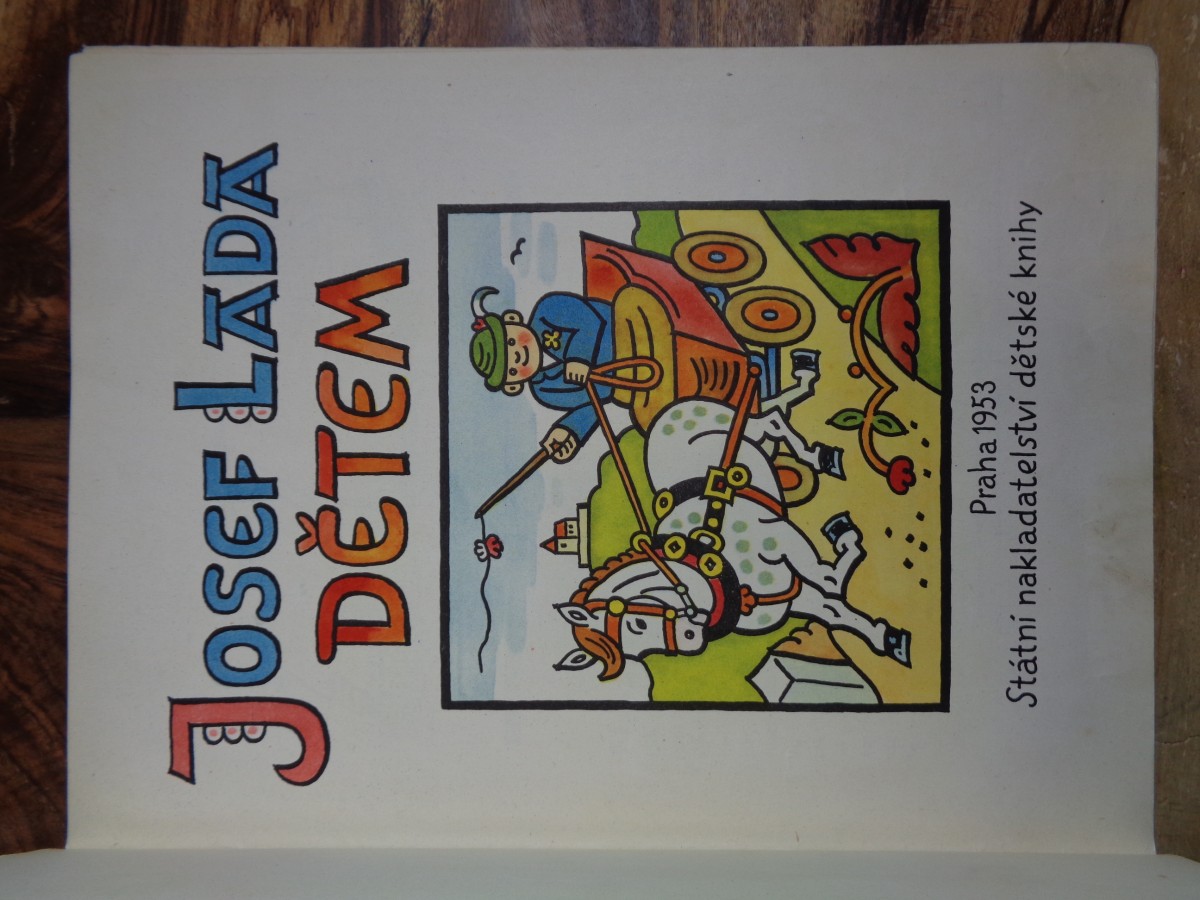 JOSEF LADA
DĚTEM
Praha 1953
Státní nakladatelství dětské knihy